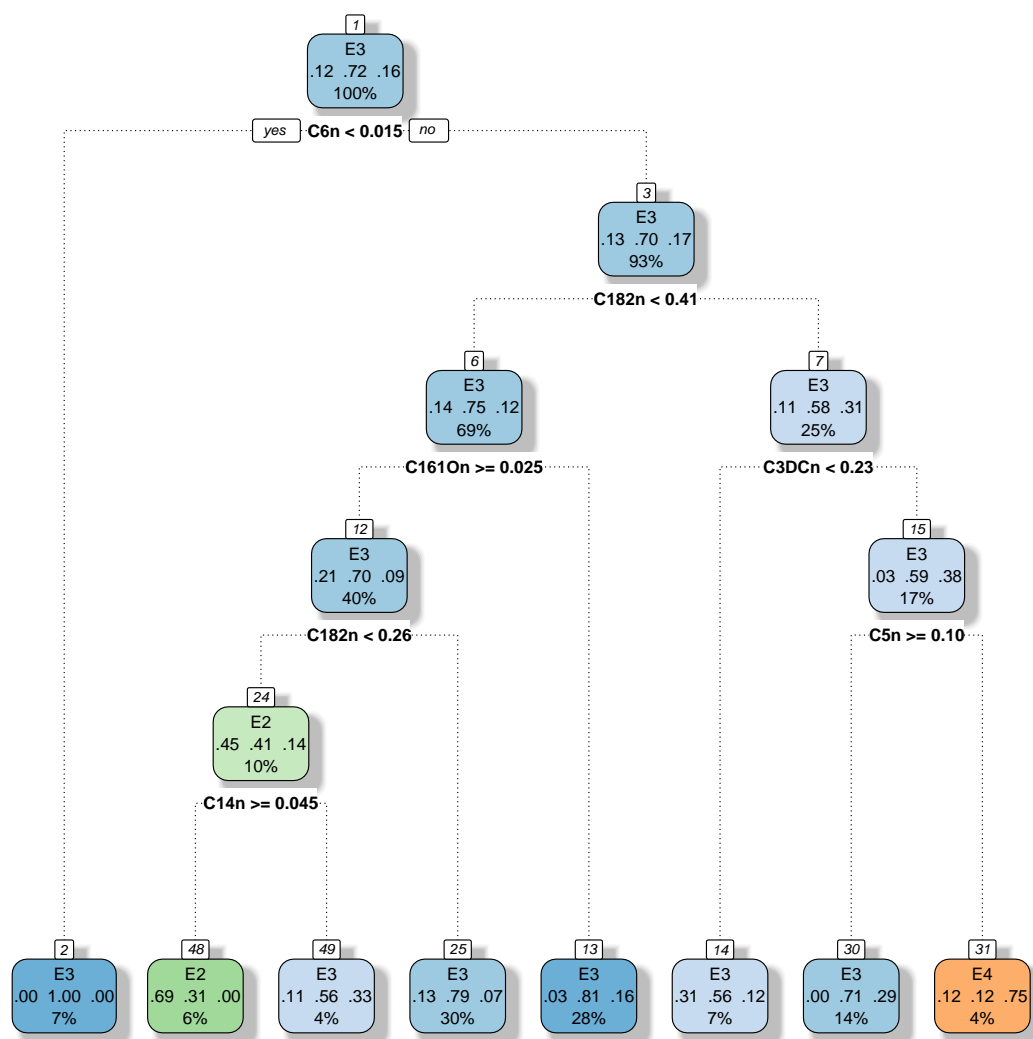 1
E3
.12 .72 .16
100%
yes C6n < 0.015 no
3
E3
.13 .70 .17
93%
C182n < 0.41
6
E3
.14 .75 .12
69%
C161On >= 0.025
7
E3
.11 .58 .31
25%
C3DCn < 0.23
12
E3
.21 .70 .09
40%
C182n < 0.26
15
E3
.03 .59 .38
17%
C5n >= 0.10
24
E2
.45 .41 .14
10%
C14n >= 0.045
2
E3
.00 1.00 .00
7%
48
E2
.69 .31 .00
6%
49
E3
.11 .56 .33
4%
25
E3
.13 .79 .07
30%
13
E3
.03 .81 .16
28%
14
E3
.31 .56 .12
7%
30
E3
.00 .71 .29
14%
31
E4
.12 .12 .75
4%